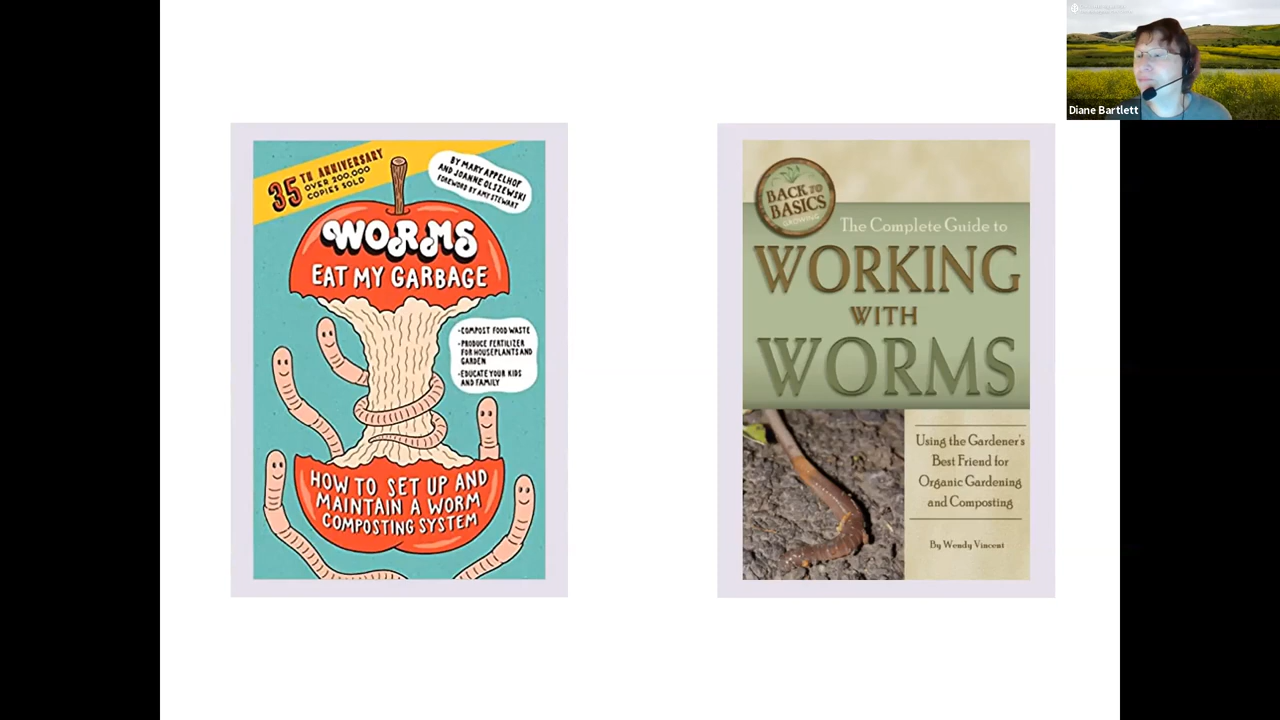 35TH ANNIVERSARY
OVER 200,000
COPIES SOLD
BY MARY APPELHOF
AND JOANNE OLSZEWSKI
FOREWORD BY AMY STEWART
WORMS
EAT MY GARBAGE
•COMPOST FOOD WASTE
•PRODUCE FERTILIZER
FOR HOUSEPLANTS AND
GARDEN
•EDUCATE YOUR KIDS
AND FAMILY
HOW TO SET UP AND
MAINTAIN A WORM
COMPOSTING SYSTEM
BACK TO
BASICS
GROWING
The Complete Guide to
WORKING
WITH
WORMS
Using the Gardener's
Best Friend for
Organic Gardening
and Composting
By Wendy Vincent
Diane Bartlett